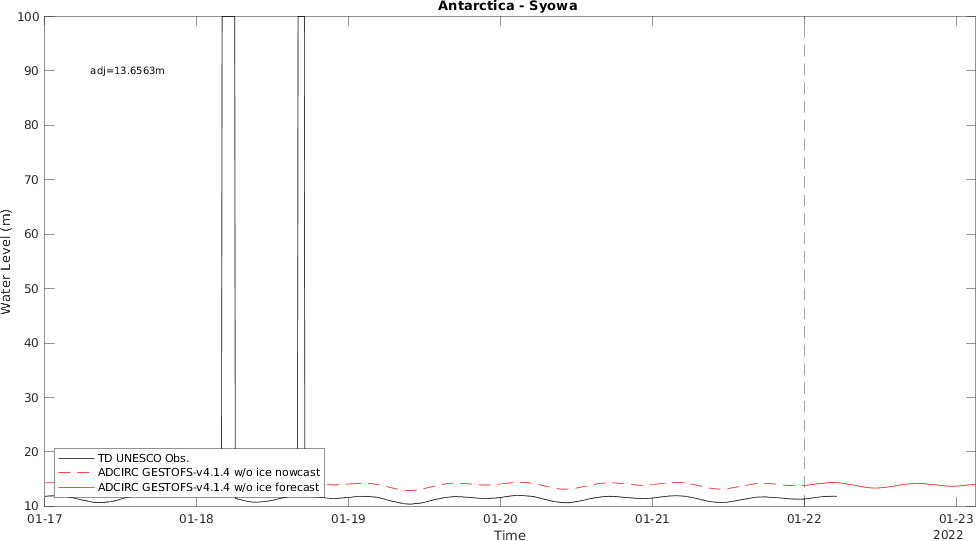 Antarctica - Syowa
100
90
80
70
60
50
40
30
20
10
Water Level (m)
adj=13.6563m
TD UNESCO Obs.
ADCIRC GESTOFS-v4.1.4 w/o ice nowcast
ADCIRC GESTOFS-v4.1.4 w/o ice forecast
01-17 01-18 01-19 01-20 01-21 01-22 01-23
Time
2022